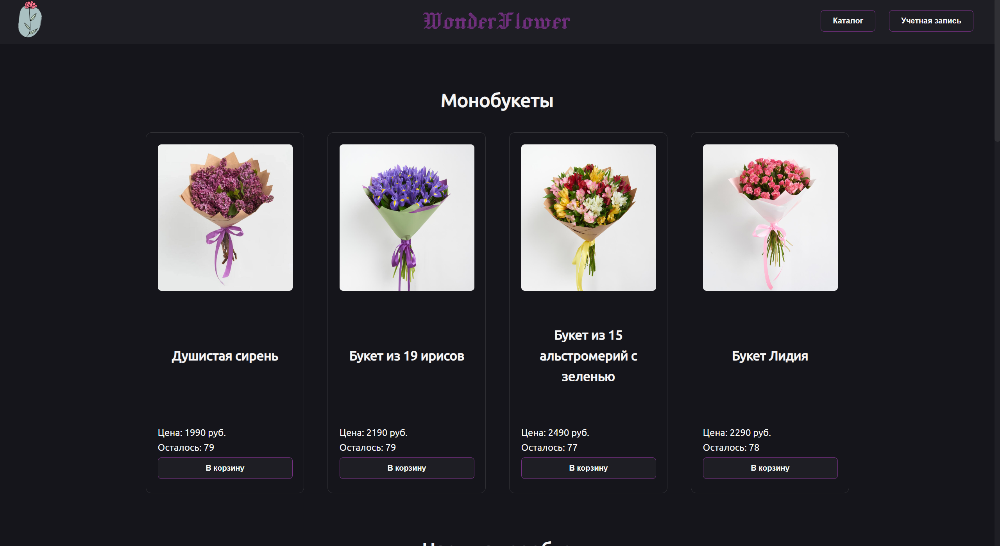 WonderFlower
Каталог
Учетная запись
Монобукеты
Душистая сирень
Цена: 1990 руб.
Осталось: 79
В корзину
Букет из 19 ирисов
Цена: 2190 руб.
Осталось: 79
В корзину
Букет из 15
альстромерий с
зеленью
Цена: 2490 руб.
Осталось: 77
В корзину
Букет Лидия
Цена: 2290 руб.
Осталось: 78
В корзину